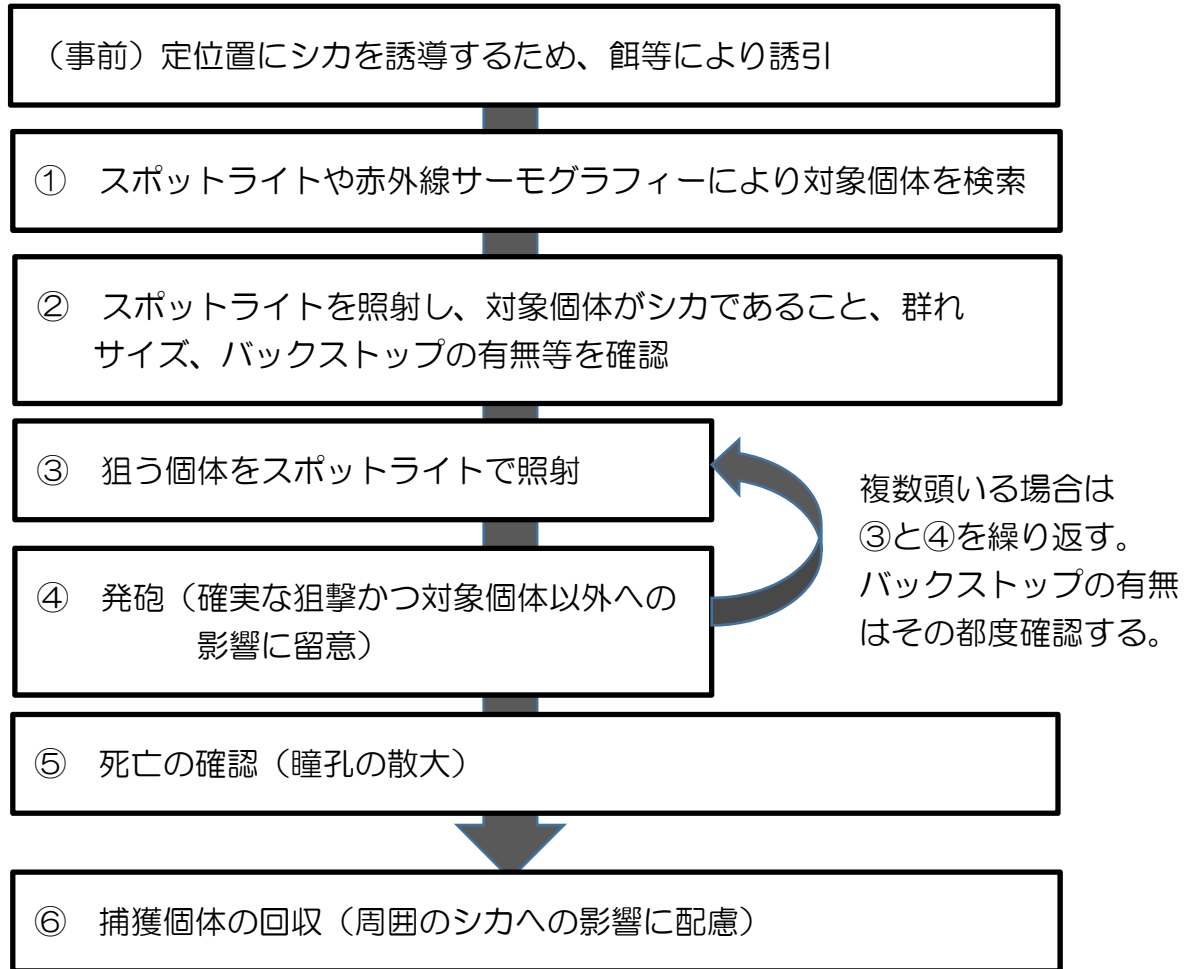 （事前）定位置にシカを誘導するため、餌等により誘引
①　スポットライトや赤外線サーモグラフィーにより対象個体を検索
②　スポットライトを照射し、対象個体がシカであること、群れ
サイズ、バックストップの有無等を確認
③　狙う個体をスポットライトで照射
④　発砲（確実な狙撃かつ対象個体以外への
影響に留意）
複数頭いる場合は
③と④を繰り返す。
バックストップの有無
はその都度確認する。
⑤　死亡の確認（瞳孔の散大）
⑥　捕獲個体の回収（周囲のシカへの影響に配慮）